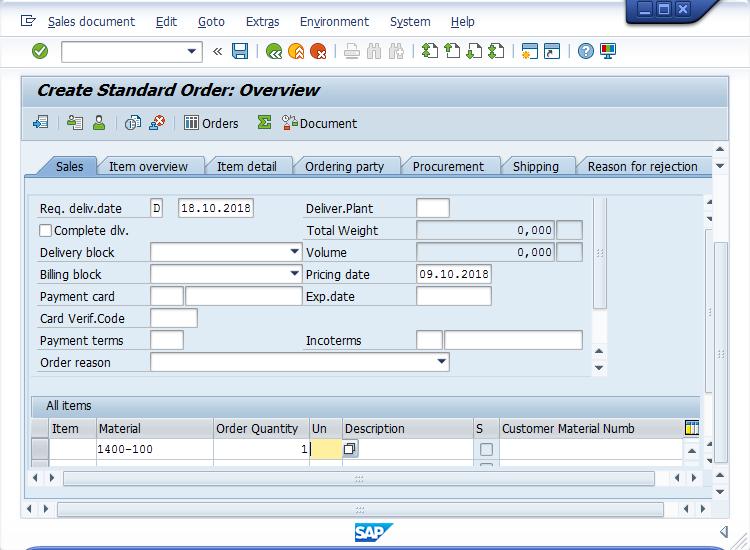 Sales document Edit Goto Extras Environment System Help
Create Standard Order: Overview
Orders Document
Sales Item overview Item detail Ordering party Procurement Shipping Reason for rejection
Req. deliv.date D 18.10.2018 Deliver.Plant
Complete dlv. Total Weight 0,000
Delivery block Volume 0,000
Billing block Pricing date 09.10.2018
Payment card Exp.date
Card Verif.Code
Payment terms Incoterms
Order reason
All items
Item Material Order Quantity Un Description S Customer Material Numb
1400-100 1
SAP